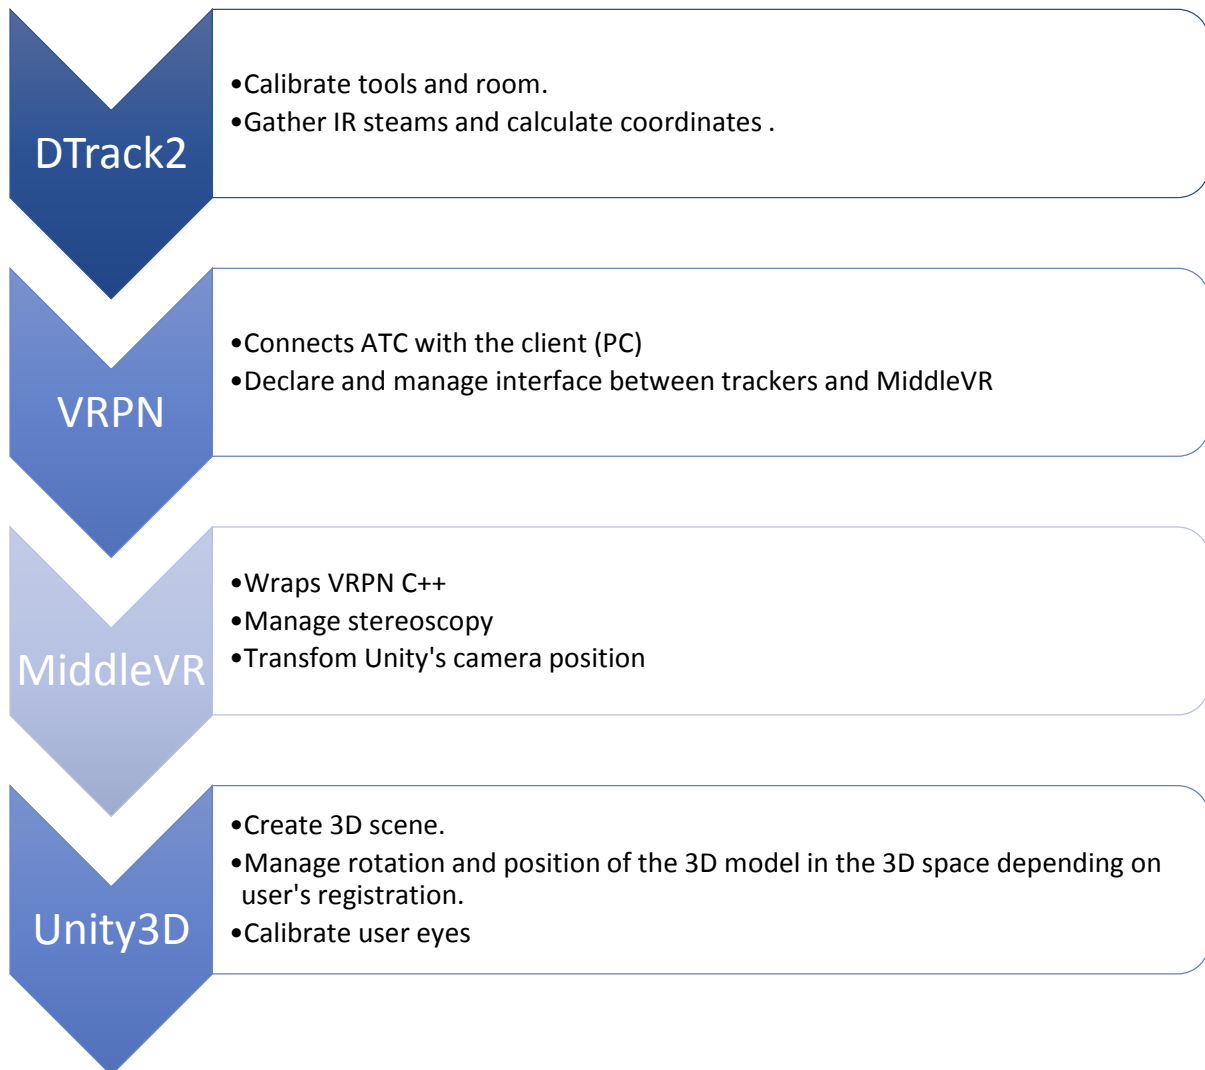 DTrack2
•Calibrate tools and room.
•Gather IR steams and calculate coordinates .
VRPN
•Connects ATC with the client (PC)
•Declare and manage interface between trackers and MiddleVR
MiddleVR
•Wraps VRPN C++
•Manage stereoscopy
•Transfom Unity's camera position
Unity3D
•Create 3D scene.
•Manage rotation and position of the 3D model in the 3D space depending on
user's registration.
•Calibrate user eyes